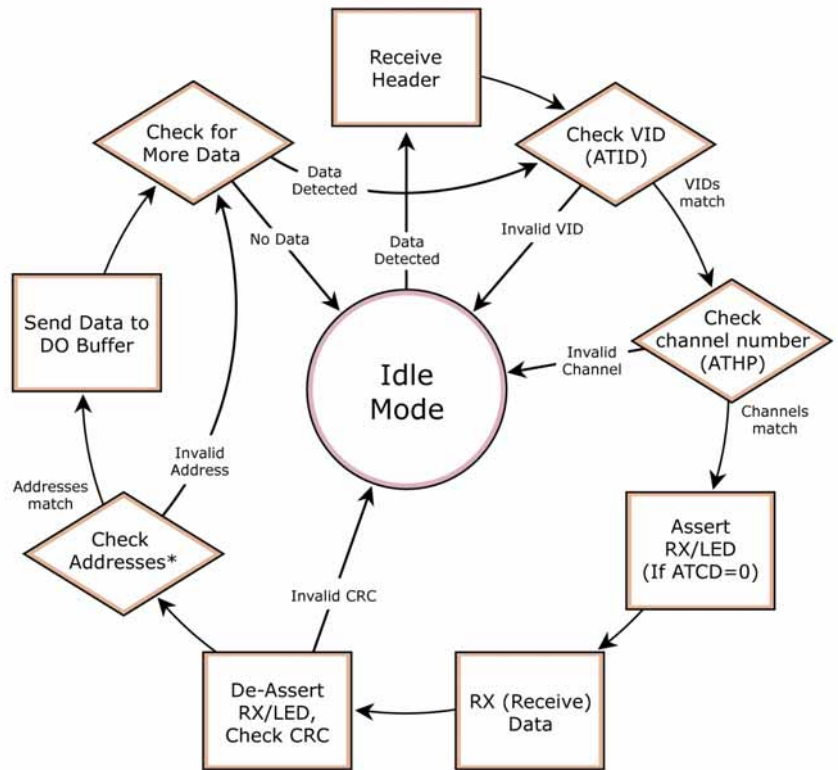 Receive
Header
Check for
More Data
Check VID
(ATID)
Data
Detected
VIDs
match
No Data
Data
Detected
Invalid VID
Send Data to
DO Buffer
Check
channel number
(ATHP)
Invalid
Channel
Idle
Mode
Channels
match
Invalid
Address
Addresses
match
Check
Addresses*
Assert
RX/LED
(If ATCD=0)
Invalid CRC
De-Assert
RX/LED,
Check CRC
RX (Receive)
Data